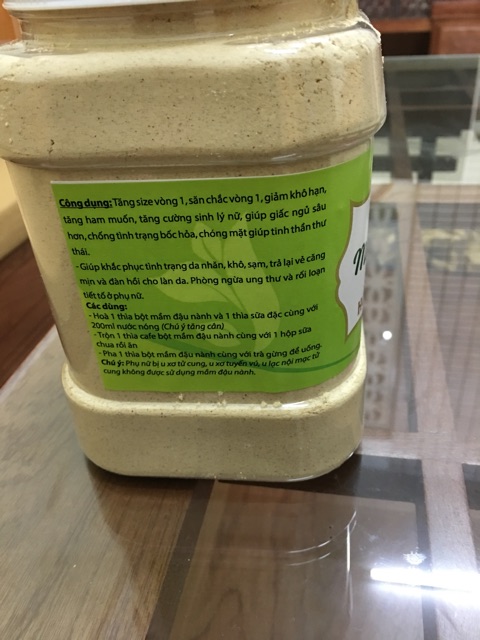 Công dụng: Tăng size vòng 1, săn chắc vòng 1, giảm khô hạn,
tăng ham muốn, tăng cường sinh lý nữ, giúp giấc ngủ sâu
hơn, chống tình trạng bốc hỏa, chóng mặt giúp tinh thần thư
thái.
- Giúp khắc phục tình trạng da nhăn, khô, sạm, trả lại vẻ căng
mịn và đàn hồi cho làn da. Phòng ngừa ung thư và rối loạn
tiết tố ở phụ nữ.
Các dùng:
- Hoà 1 thìa bột mầm đậu nành và 1 thìa sữa đặc cùng với
200ml nước nóng (Chú ý tăng cân)
- Trộn 1 thìa cafe bột mầm đậu nành cùng với 1 hộp sữa
chua rồi ăn
- Pha 1 thìa bột mầm đậu nành cùng với trà gừng để uống.
Chú ý: Phụ nữ bị u xơ tử cung, u xơ tuyến vú, u lạc nội mạc tử
cung không được sử dụng mầm đậu nành.